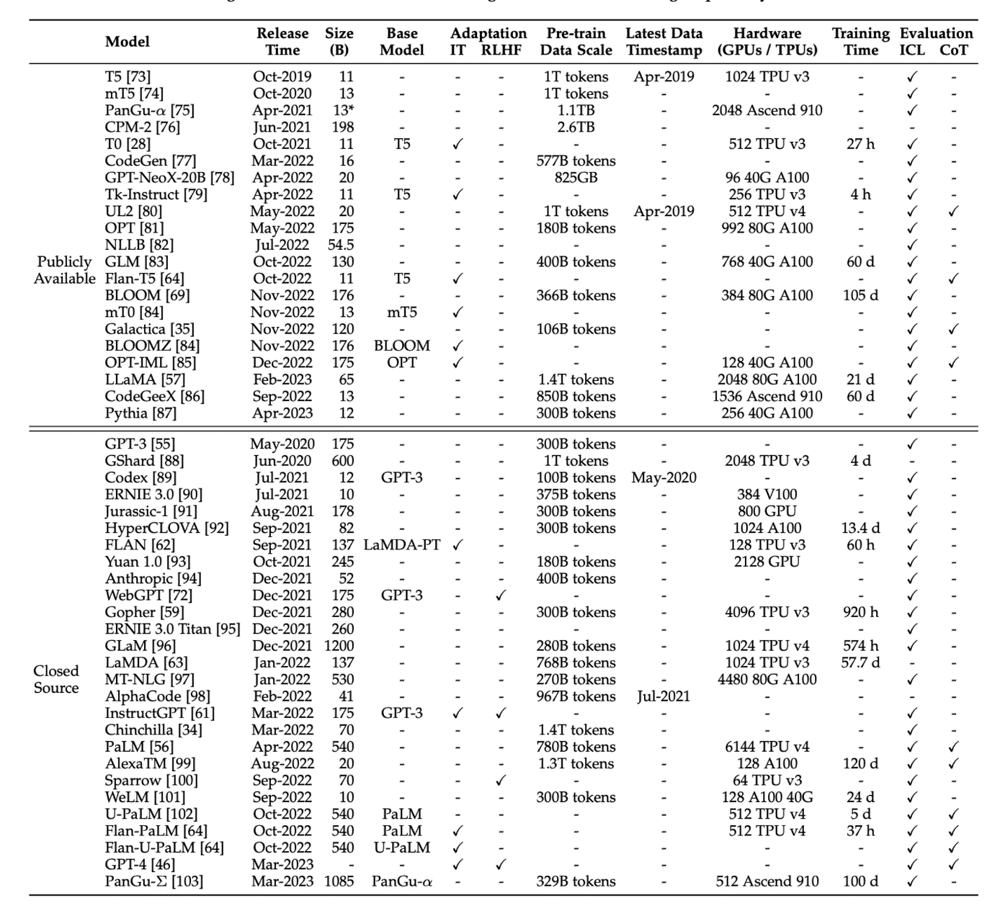 Model Release Time Size (B) Base Model Adaptation IT RLHF Pre-train Data Scale Latest Data Timestamp Hardware (GPUs / TPUs) Training Time Evaluation ICL CoT
Publicly Available
T5 [73] Oct-2019 11 - - - 1T tokens Apr-2019 1024 TPU v3 - ✓ -
mT5 [74] Oct-2020 13 - - - 1T tokens - - - ✓ -
PanGu-α [75] Apr-2021 13* - - - 1.1TB - 2048 Ascend 910 - ✓ -
CPM-2 [76] Jun-2021 198 - - - 2.6TB - - - - -
T0 [28] Oct-2021 11 T5 ✓ - - - 512 TPU v3 27 h ✓ -
CodeGen [77] Mar-2022 16 - - - 577B tokens - - - ✓ -
GPT-NeoX-20B [78] Apr-2022 20 - - - 825GB - 96 40G A100 - ✓ -
Tk-Instruct [79] Apr-2022 11 T5 ✓ - - - 256 TPU v3 4 h ✓ -
UL2 [80] May-2022 20 - - - 1T tokens Apr-2019 512 TPU v4 - ✓ ✓
OPT [81] May-2022 175 - - - 180B tokens - 992 80G A100 - ✓ -
NLLB [82] Jul-2022 54.5 - - - - - - - ✓ -
GLM [83] Oct-2022 130 - - - 400B tokens - 768 40G A100 60 d ✓ -
Flan-T5 [64] Oct-2022 11 T5 ✓ - - - - - ✓ ✓
BLOOM [69] Nov-2022 176 - - - 366B tokens - 384 80G A100 105 d ✓ -
mT0 [84] Nov-2022 13 mT5 ✓ - - - - - ✓ -
Galactica [35] Nov-2022 120 - - - 106B tokens - - - ✓ ✓
BLOOMZ [84] Nov-2022 176 BLOOM ✓ - - - - - ✓ -
OPT-IML [85] Dec-2022 175 OPT ✓ - - - 128 40G A100 - ✓ ✓
LLaMA [57] Feb-2023 65 - - - 1.4T tokens - 2048 80G A100 21 d ✓ -
CodeGeeX [86] Sep-2022 13 - - - 850B tokens - 1536 Ascend 910 60 d ✓ -
Pythia [87] Apr-2023 12 - - - 300B tokens - 256 40G A100 - ✓ -
Closed Source
GPT-3 [55] May-2020 175 - - - 300B tokens - - - ✓ -
GShard [88] Jun-2020 600 - - - 1T tokens - 2048 TPU v3 4 d - -
Codex [89] Jul-2021 12 GPT-3 - - 100B tokens May-2020 - - ✓ -
ERNIE 3.0 [90] Jul-2021 10 - - - 375B tokens - 384 V100 - ✓ -
Jurassic-1 [91] Aug-2021 178 - - - 300B tokens - 800 GPU - ✓ -
HyperCLOVA [92] Sep-2021 82 - - - 300B tokens - 1024 A100 13.4 d ✓ -
FLAN [62] Sep-2021 137 LaMDA-PT ✓ - - - 128 TPU v3 60 h ✓ -
Yuan 1.0 [93] Oct-2021 245 - - - 180B tokens - 2128 GPU - ✓ -
Anthropic [94] Dec-2021 52 - - - 400B tokens - - - ✓ -
WebGPT [72] Dec-2021 175 GPT-3 - ✓ - - - - ✓ -
Gopher [59] Dec-2021 280 - - - 300B tokens - 4096 TPU v3 920 h ✓ -
ERNIE 3.0 Titan [95] Dec-2021 260 - - - - - - - ✓ -
GLaM [96] Dec-2021 1200 - - - 280B tokens - 1024 TPU v4 574 h ✓ -
LaMDA [63] Jan-2022 137 - - - 768B tokens - 1024 TPU v3 57.7 d - -
MT-NLG [97] Jan-2022 530 - - - 270B tokens - 4480 80G A100 - ✓ -
AlphaCode [98] Feb-2022 41 - - - 967B tokens Jul-2021 - - - -
InstructGPT [61] Mar-2022 175 GPT-3 ✓ ✓ - - - - ✓ -
Chinchilla [34] Mar-2022 70 - - - 1.4T tokens - - - ✓ -
PaLM [56] Apr-2022 540 - - - 780B tokens - 6144 TPU v4 - ✓ ✓
AlexaTM [99] Aug-2022 20 - - - 1.3T tokens - 128 A100 120 d ✓ ✓
Sparrow [100] Sep-2022 70 - - ✓ - - 64 TPU v3 - ✓ -
WeLM [101] Sep-2022 10 - - - 300B tokens - 128 A100 40G 24 d ✓ -
U-PaLM [102] Oct-2022 540 PaLM - - - - 512 TPU v4 5 d ✓ ✓
Flan-PaLM [64] Oct-2022 540 PaLM ✓ - - - 512 TPU v4 37 h ✓ ✓
Flan-U-PaLM [64] Oct-2022 540 U-PaLM ✓ - - - - - ✓ ✓
GPT-4 [46] Mar-2023 - - ✓ ✓ - - - - ✓ ✓
PanGu-Σ [103] Mar-2023 1085 PanGu-α - - 329B tokens - 512 Ascend 910 100 d ✓ -